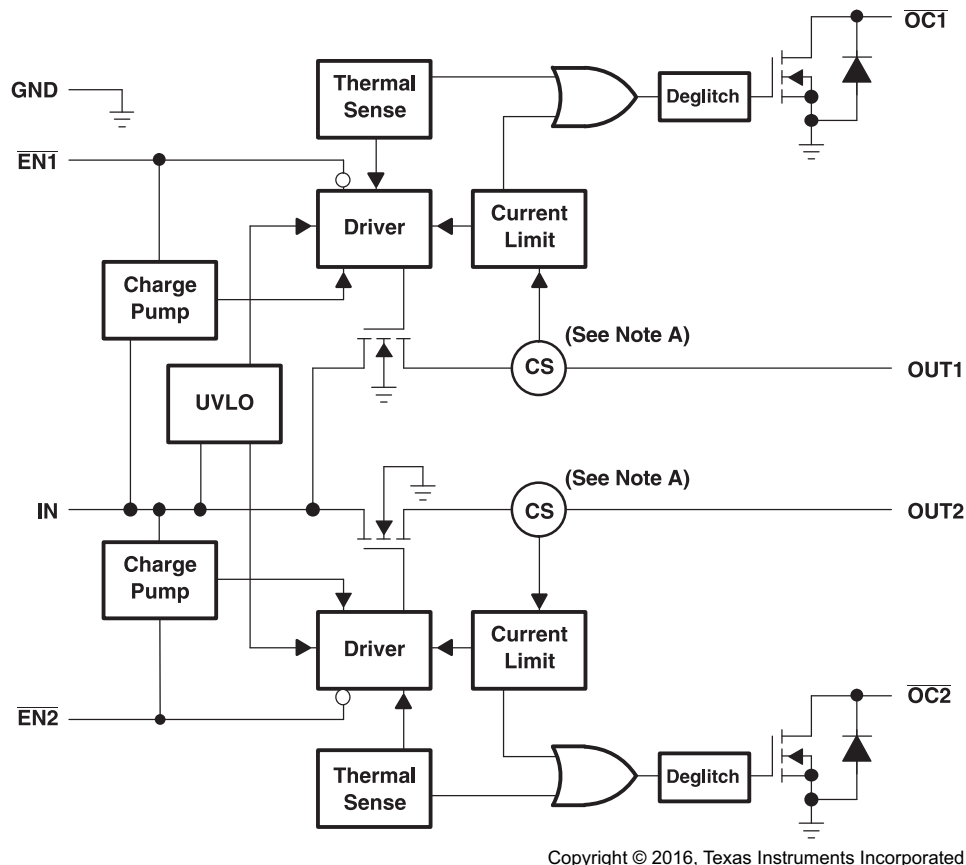 OC1
Thermal
Sense
GND
Deglitch
EN1
Driver
Current
Limit
Charge
Pump
(See Note A)
CS
OUT1
UVLO
(See Note A)
IN
CS
OUT2
Charge
Pump
Driver
Current
Limit
OC2
EN2
Thermal
Sense
Deglitch
Copyright © 2016, Texas Instruments Incorporated